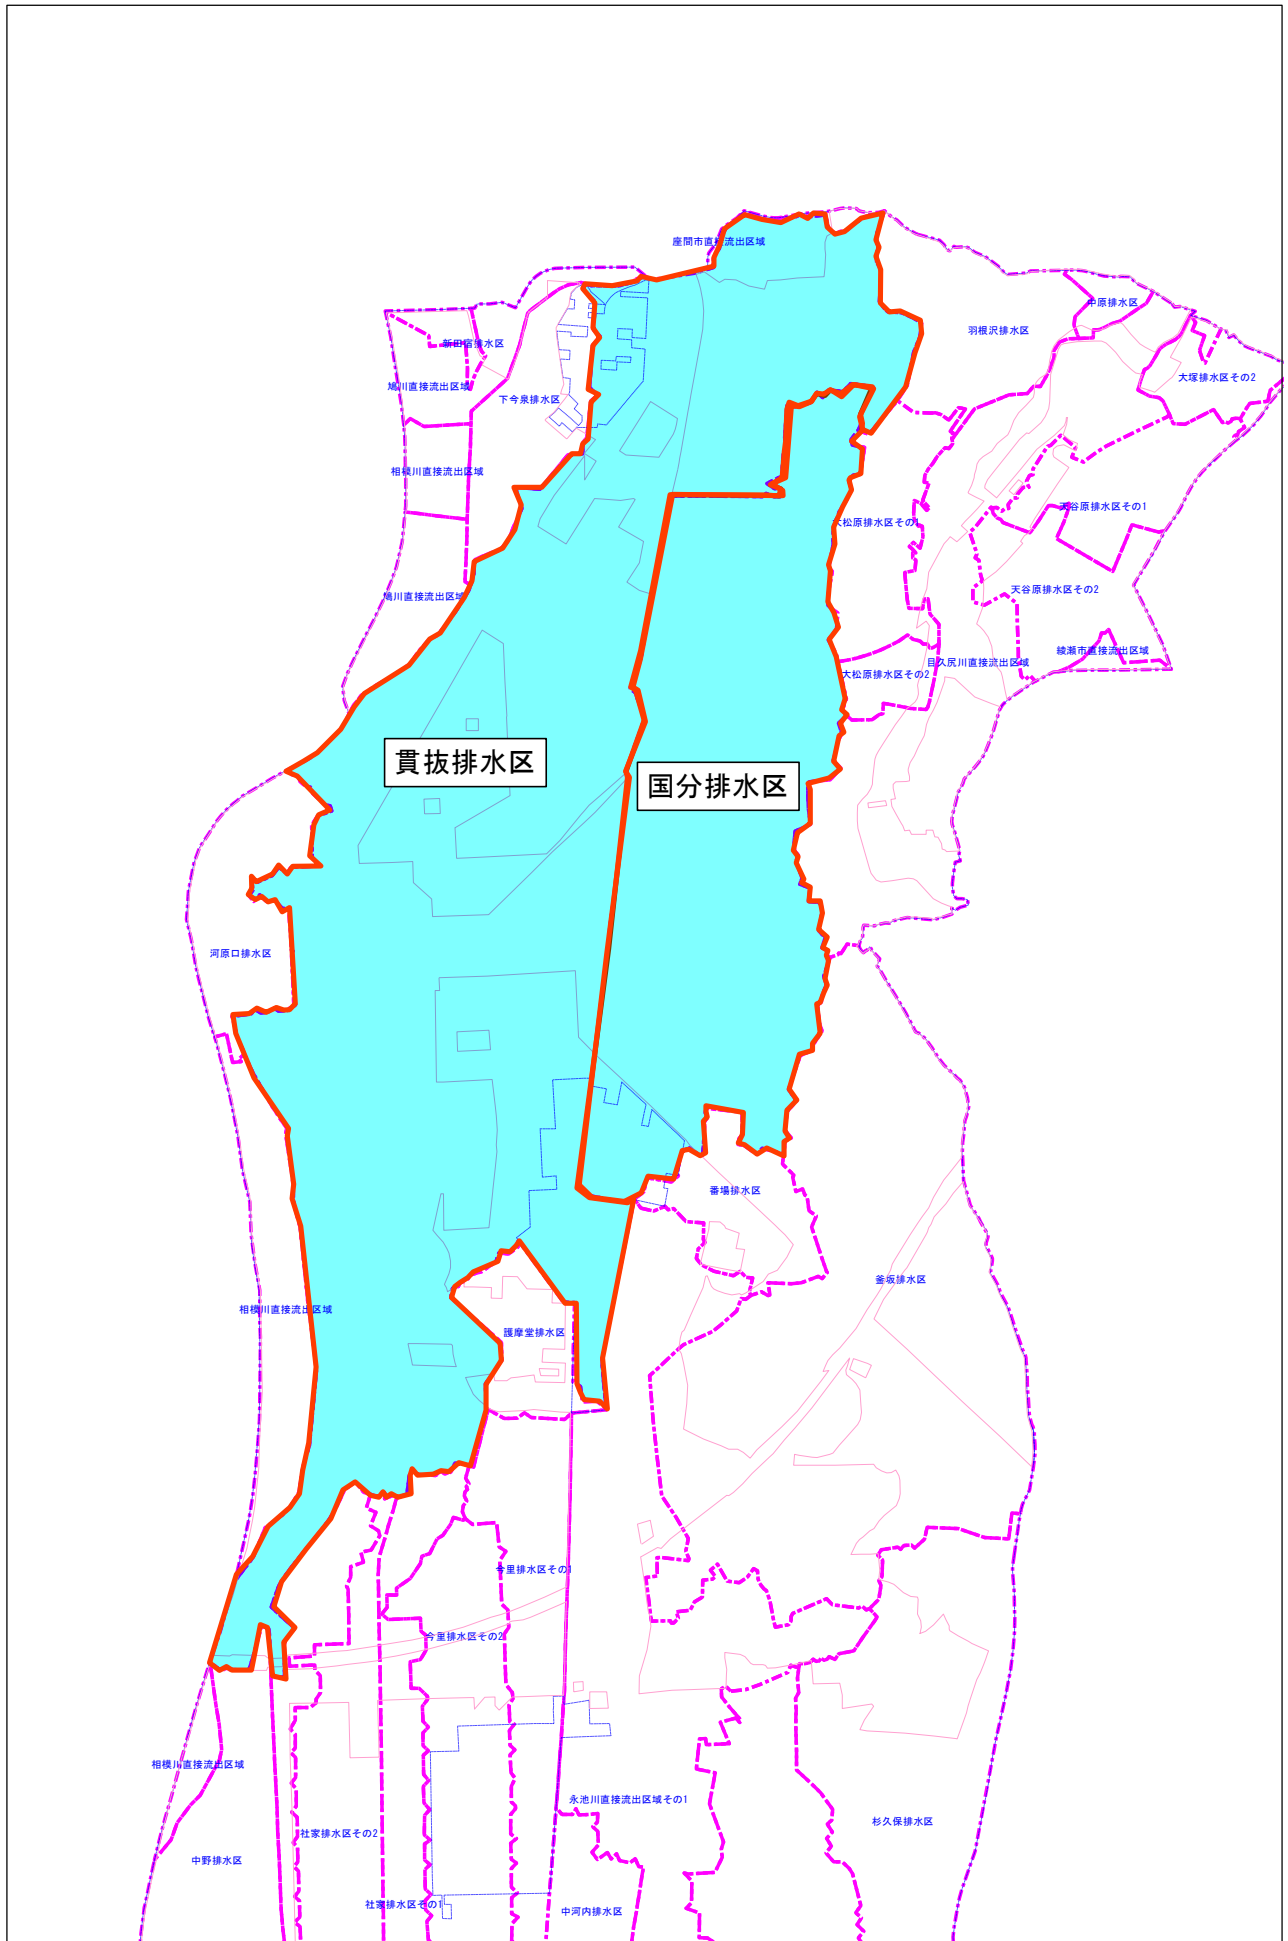 座間市直接流出区域
中原排水区
羽根沢排水区
新田宿排水区
大塚排水区その2
鳩川直接流出区域
下今泉排水区
相模川直接流出区域
天谷原排水区その1
大松原排水区その1
天谷原排水区その2
鳩川直接流出区域
綾瀬市直接流出区域
目久尻川直接流出区域
大松原排水区その2
貫抜排水区
国分排水区
河原口排水区
番場排水区
釜坂排水区
相模川直接流出区域
護摩堂排水区
今里排水区その1
今里排水区その2
相模川直接流出区域
永池川直接流出区域その1
杉久保排水区
社家排水区その2
中野排水区
社家排水区その1
中河内排水区